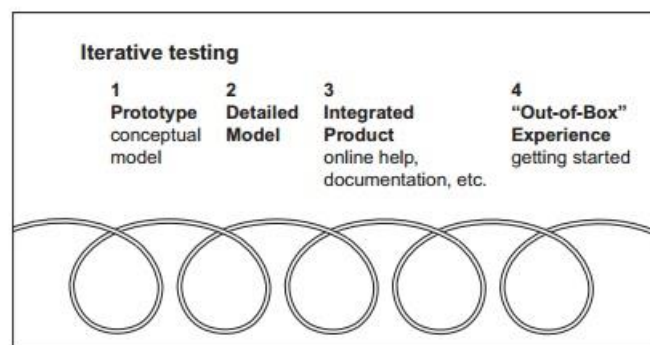 Iterative testing
1
Prototype
conceptual
model
2
Detailed
Model
3
Integrated
Product
online help,
documentation, etc.
4
“Out-of-Box”
Experience
getting started